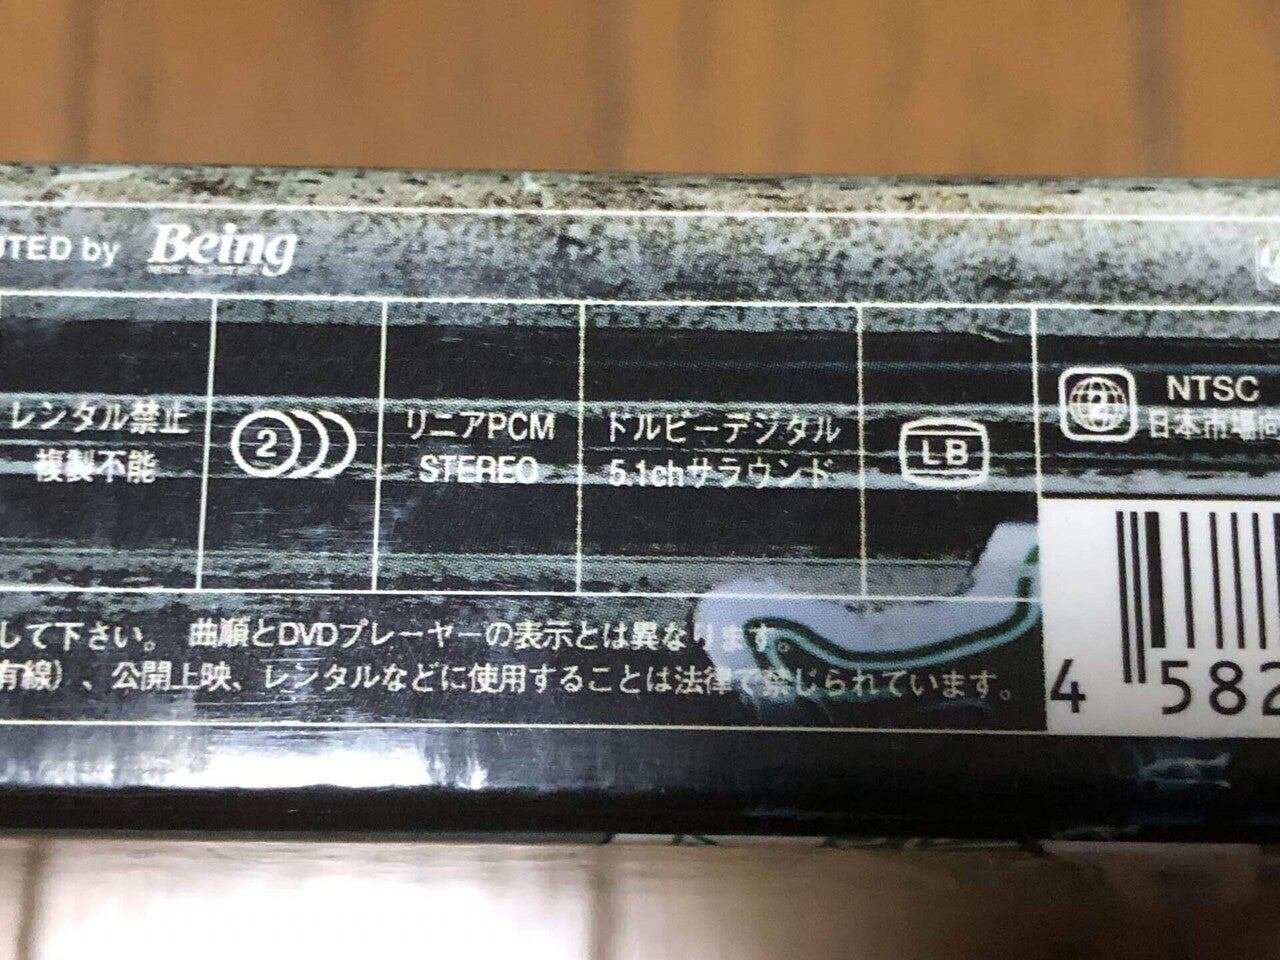 UTED by Being
レンタル禁止
複製不能
2
リニアPCM
STEREO
ドルビーデジタル
5.1chサラウンド
LB
2
NTSC
日本市場向
して下さい。 曲順とDVDプレーヤーの表示とは異なります。
有線)、公開上映、レンタルなどに使用することは法律で禁じられています。
4 582